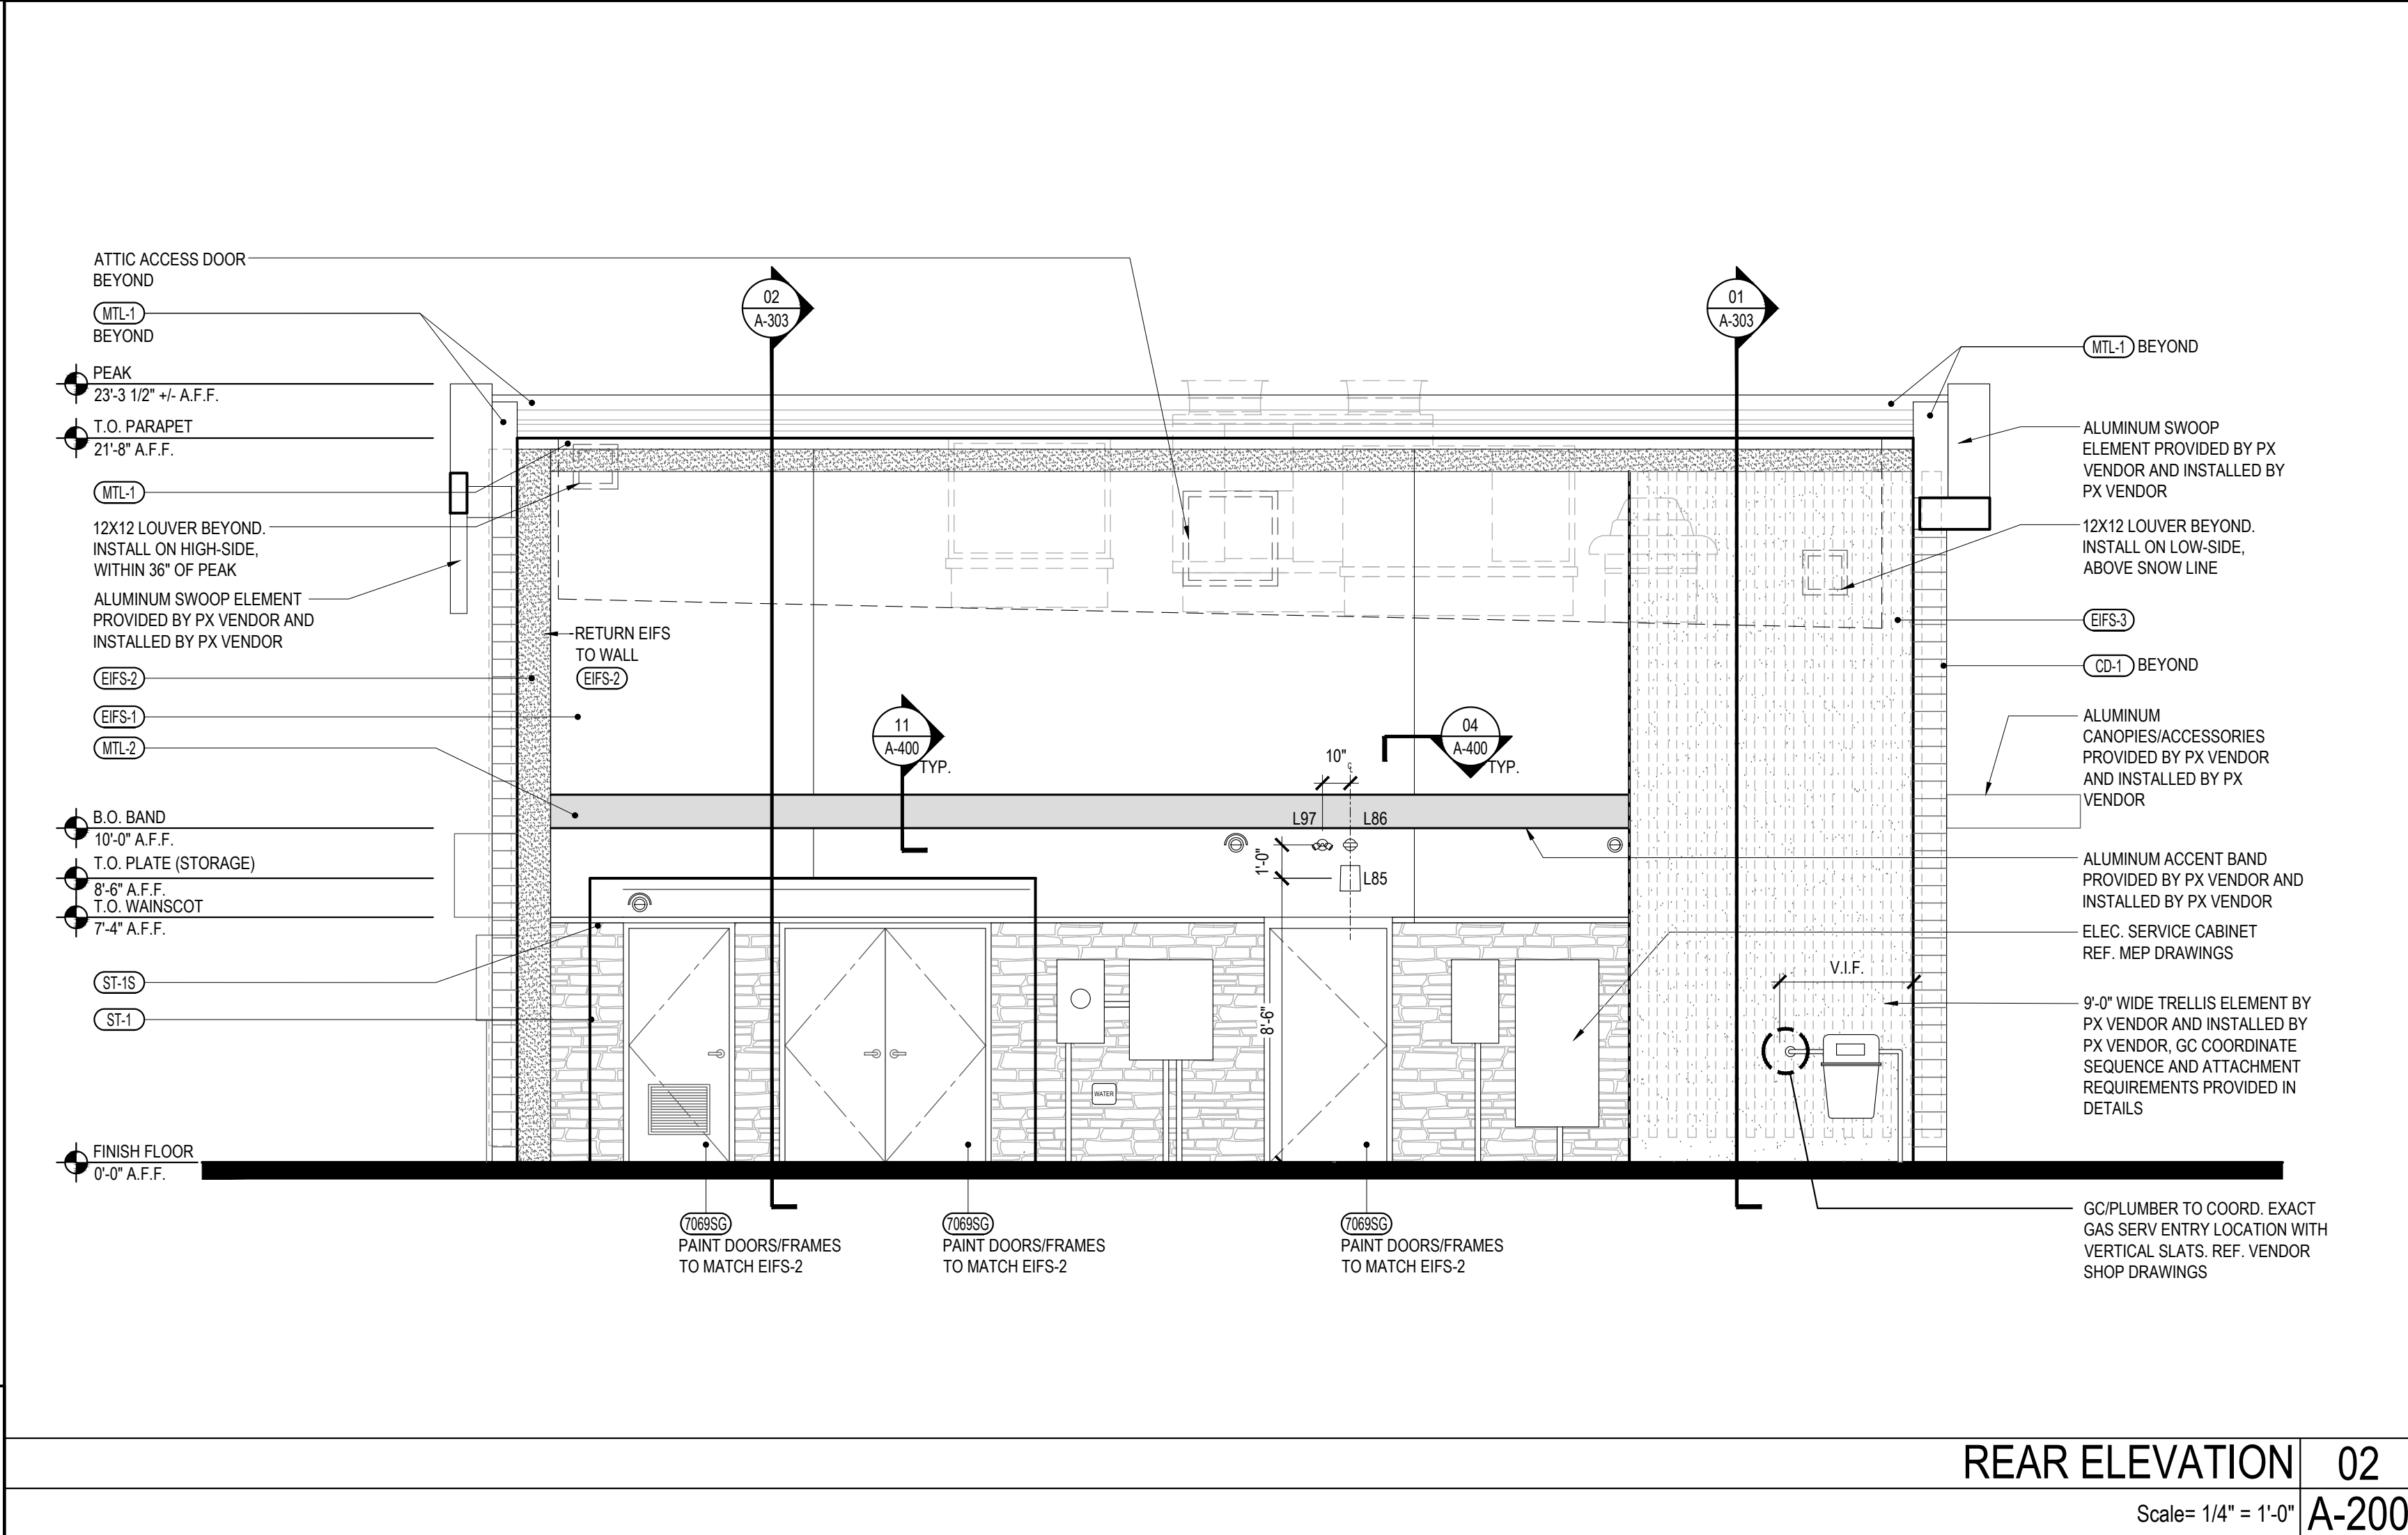 ATTIC ACCESS DOOR
BEYOND
MTL-1
BEYOND
PEAK
23'-3 1/2" +/- A.F.F.
T.O. PARAPET
21'-8" A.F.F.
MTL-1
12X12 LOUVER BEYOND.
INSTALL ON HIGH-SIDE,
WITHIN 36" OF PEAK
ALUMINUM SWOOP ELEMENT
PROVIDED BY PX VENDOR AND
INSTALLED BY PX VENDOR
EIFS-2
EIFS-1
MTL-2
B.O. BAND
10'-0" A.F.F.
T.O. PLATE (STORAGE)
8'-6" A.F.F.
T.O. WAINSCOT
7'-4" A.F.F.
ST-1S
ST-1
FINISH FLOOR
0'-0" A.F.F.
02
A-303
01
A-303
RETURN EIFS
TO WALL
EIFS-2
11
A-400
TYP.
04
A-400
TYP.
10"
L97
L86
1'-0"
L85
8'-6"
WATER
V.I.F.
7069SG
PAINT DOORS/FRAMES
TO MATCH EIFS-2
7069SG
PAINT DOORS/FRAMES
TO MATCH EIFS-2
7069SG
PAINT DOORS/FRAMES
TO MATCH EIFS-2
MTL-1 BEYOND
ALUMINUM SWOOP
ELEMENT PROVIDED BY PX
VENDOR AND INSTALLED BY
PX VENDOR
12X12 LOUVER BEYOND.
INSTALL ON LOW-SIDE,
ABOVE SNOW LINE
EIFS-3
CD-1 BEYOND
ALUMINUM
CANOPIES/ACCESSORIES
PROVIDED BY PX VENDOR
AND INSTALLED BY PX
VENDOR
ALUMINUM ACCENT BAND
PROVIDED BY PX VENDOR AND
INSTALLED BY PX VENDOR
ELEC. SERVICE CABINET
REF. MEP DRAWINGS
9'-0" WIDE TRELLIS ELEMENT BY
PX VENDOR AND INSTALLED BY
PX VENDOR, GC COORDINATE
SEQUENCE AND ATTACHMENT
REQUIREMENTS PROVIDED IN
DETAILS
GC/PLUMBER TO COORD. EXACT
GAS SERV ENTRY LOCATION WITH
VERTICAL SLATS. REF. VENDOR
SHOP DRAWINGS
REAR ELEVATION
02
Scale= 1/4" = 1'-0"
A-200